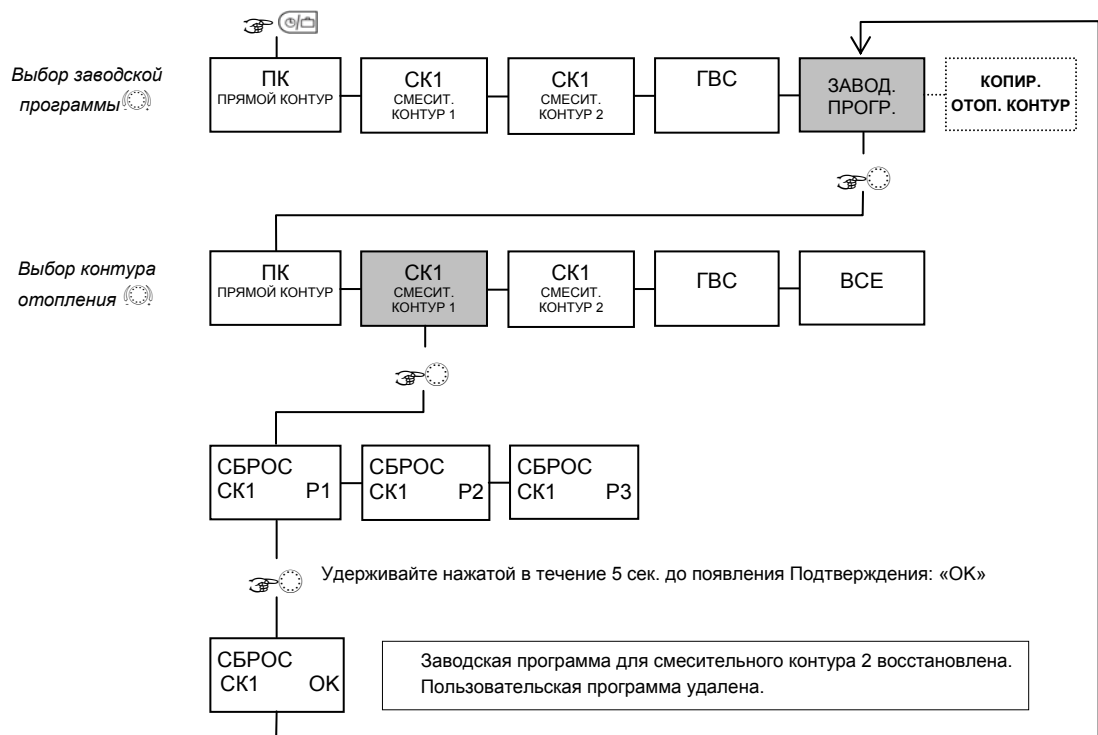 Выбор заводской
программы
ПК
ПРЯМОЙ КОНТУР
СК1
СМЕСИТ.
КОНТУР 1
СК1
СМЕСИТ.
КОНТУР 2
ГВС
ЗАВОД.
ПРОГР.
КОПИР.
ОТОП. КОНТУР
Выбор контура
отопления
ПК
ПРЯМОЙ КОНТУР
СК1
СМЕСИТ.
КОНТУР 1
СК1
СМЕСИТ.
КОНТУР 2
ГВС
ВСЕ
СБРОС
СК1 P1
СБРОС
СК1 P2
СБРОС
СК1 P3
Удерживайте нажатой в течение 5 сек. до появления Подтверждения: «ОК»
СБРОС
СК1 ОК
Заводская программа для смесительного контура 2 восстановлена.
Пользовательская программа удалена.